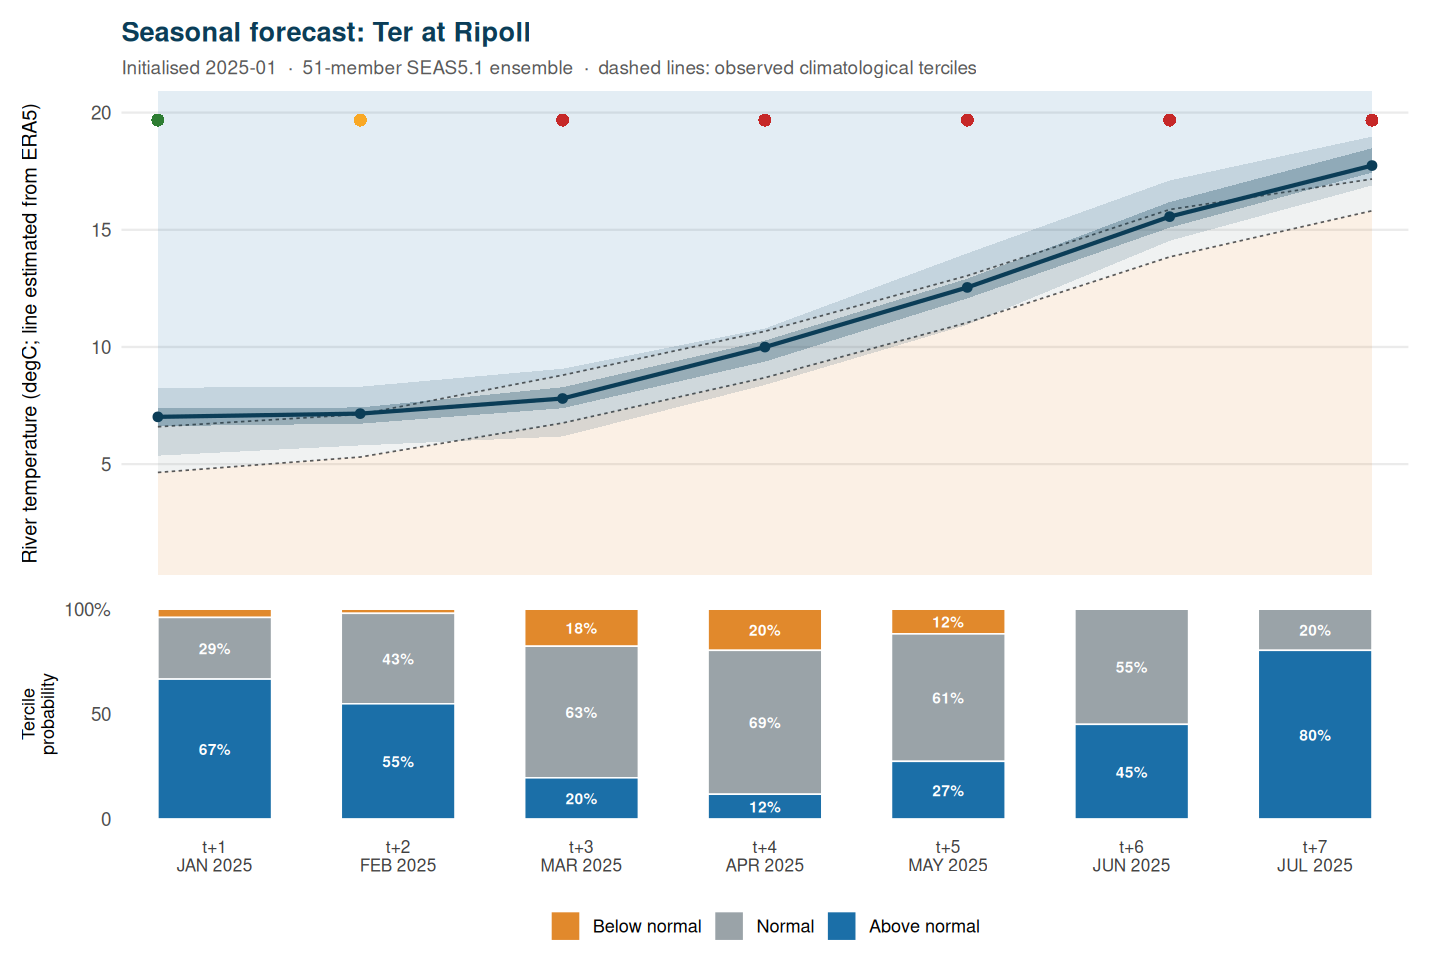 Seasonal forecast: Ter at Ripoll
Initialised 2025-01 · 51-member SEAS5.1 ensemble · dashed lines: observed climatological terciles
River temperature (degC; line estimated from ERA5)
20
15
10
5
Tercile
probability
100%
50
0
29%
67%
43%
55%
18%
63%
20%
20%
69%
12%
12%
61%
27%
55%
45%
20%
80%
t+1
JAN 2025
t+2
FEB 2025
t+3
MAR 2025
t+4
APR 2025
t+5
MAY 2025
t+6
JUN 2025
t+7
JUL 2025
Below normal
Normal
Above normal